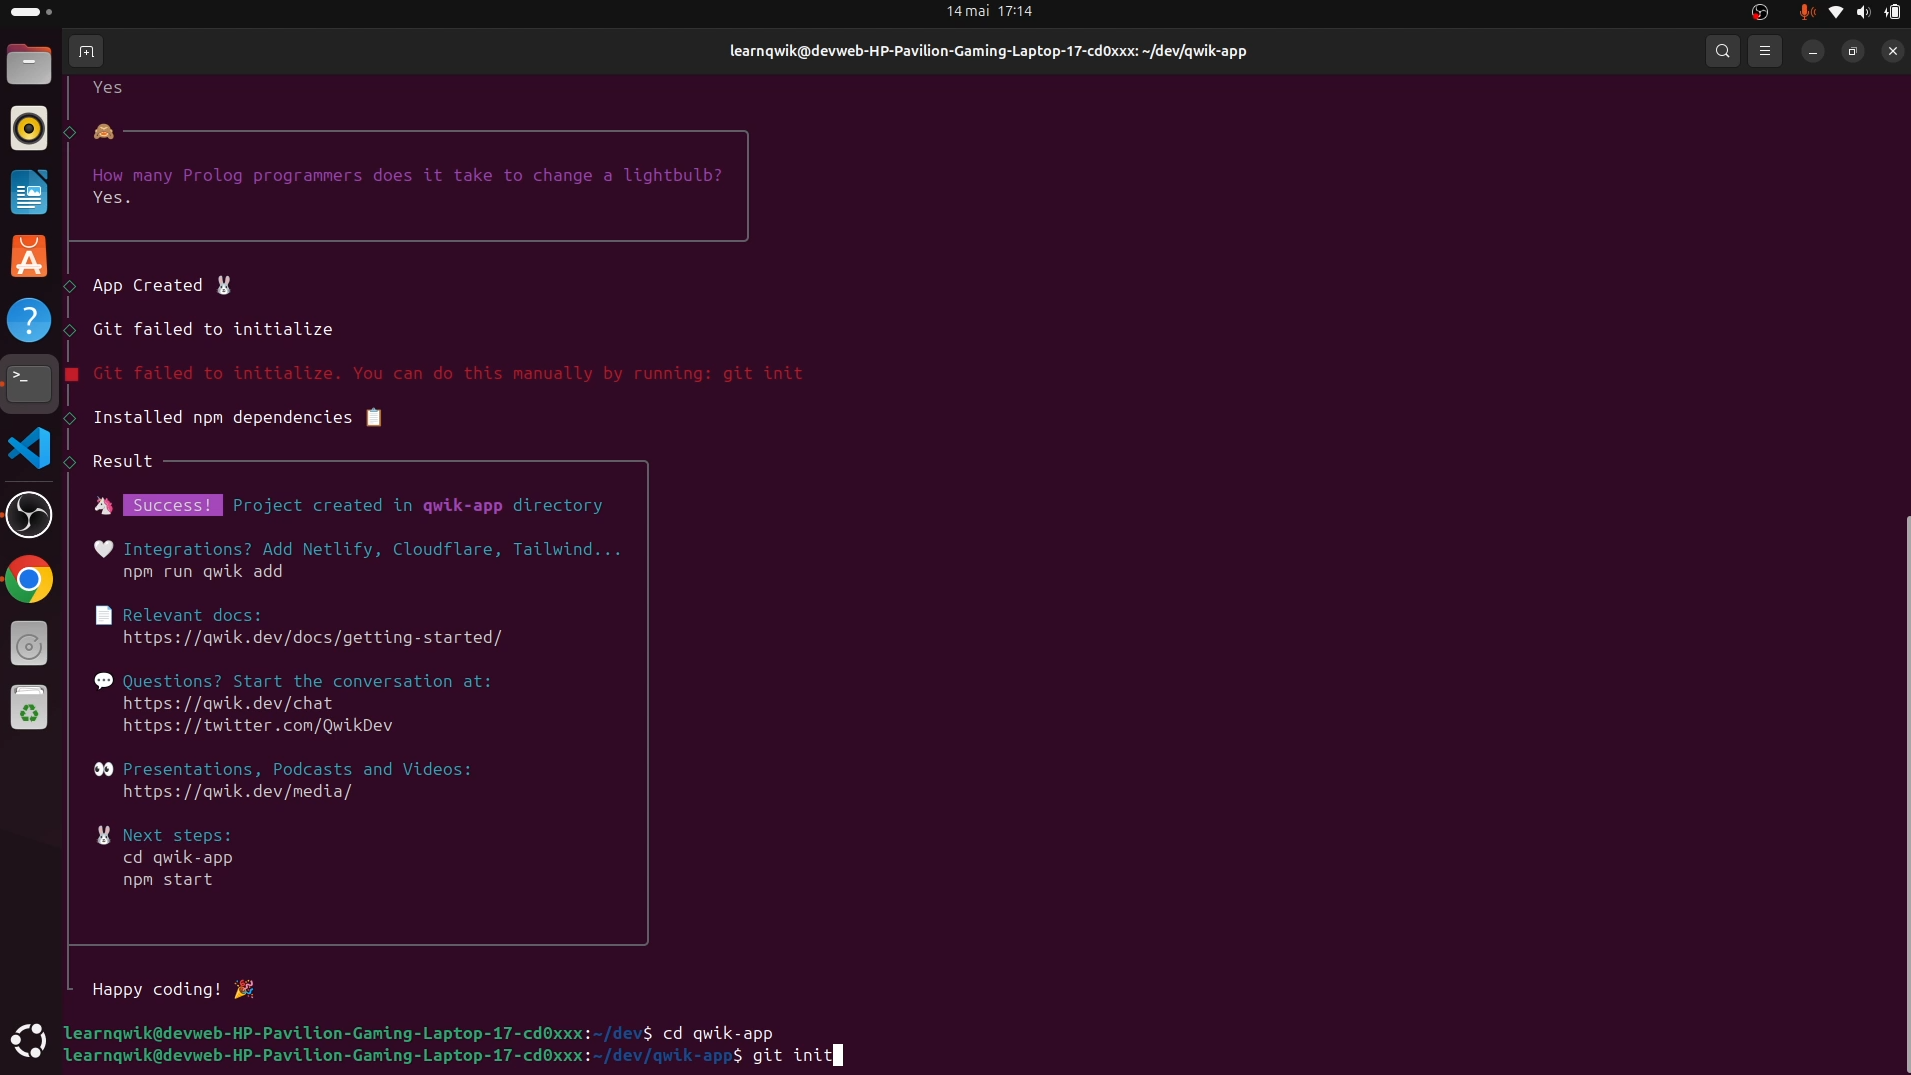 14 mai 17:14
learnqwik@devweb-HP-Pavilion-Gaming-Laptop-17-cd0xxx: ~/dev/qwik-app
Yes
How many Prolog programmers does it take to change a lightbulb?
Yes.
App Created 🐰
Git failed to initialize
Git failed to initialize. You can do this manually by running: git init
Installed npm dependencies 📋
Result
🦄 Success! Project created in qwik-app directory
🤍 Integrations? Add Netlify, Cloudflare, Tailwind...
npm run qwik add
📄 Relevant docs:
https://qwik.dev/docs/getting-started/
💬 Questions? Start the conversation at:
https://qwik.dev/chat
https://twitter.com/QwikDev
👀 Presentations, Podcasts and Videos:
https://qwik.dev/media/
🐰 Next steps:
cd qwik-app
npm start
Happy coding! 🎉
learnqwik@devweb-HP-Pavilion-Gaming-Laptop-17-cd0xxx:~/dev$ cd qwik-app
learnqwik@devweb-HP-Pavilion-Gaming-Laptop-17-cd0xxx:~/dev/qwik-app$ git init